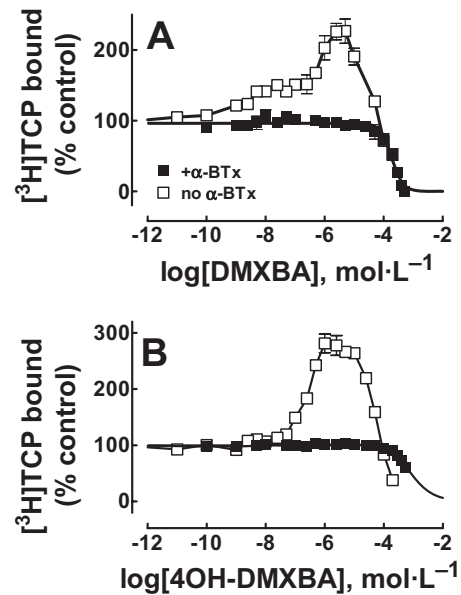 A
[³H]TCP bound
(% control)
200
100
0
+α-BTx
no α-BTx
-12 -10 -8 -6 -4 -2
log[DMXBA], mol·L⁻¹
B
[³H]TCP bound
(% control)
300
200
100
0
-12 -10 -8 -6 -4 -2
log[4OH-DMXBA], mol·L⁻¹